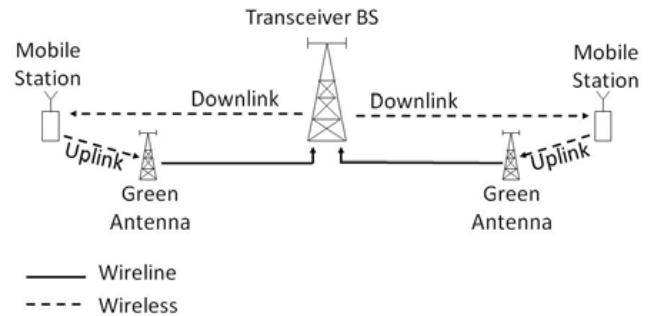 Transceiver BS
Mobile
Station
Mobile
Station
Downlink
Downlink
Uplink
Uplink
Green
Antenna
Green
Antenna
Wireline
Wireless